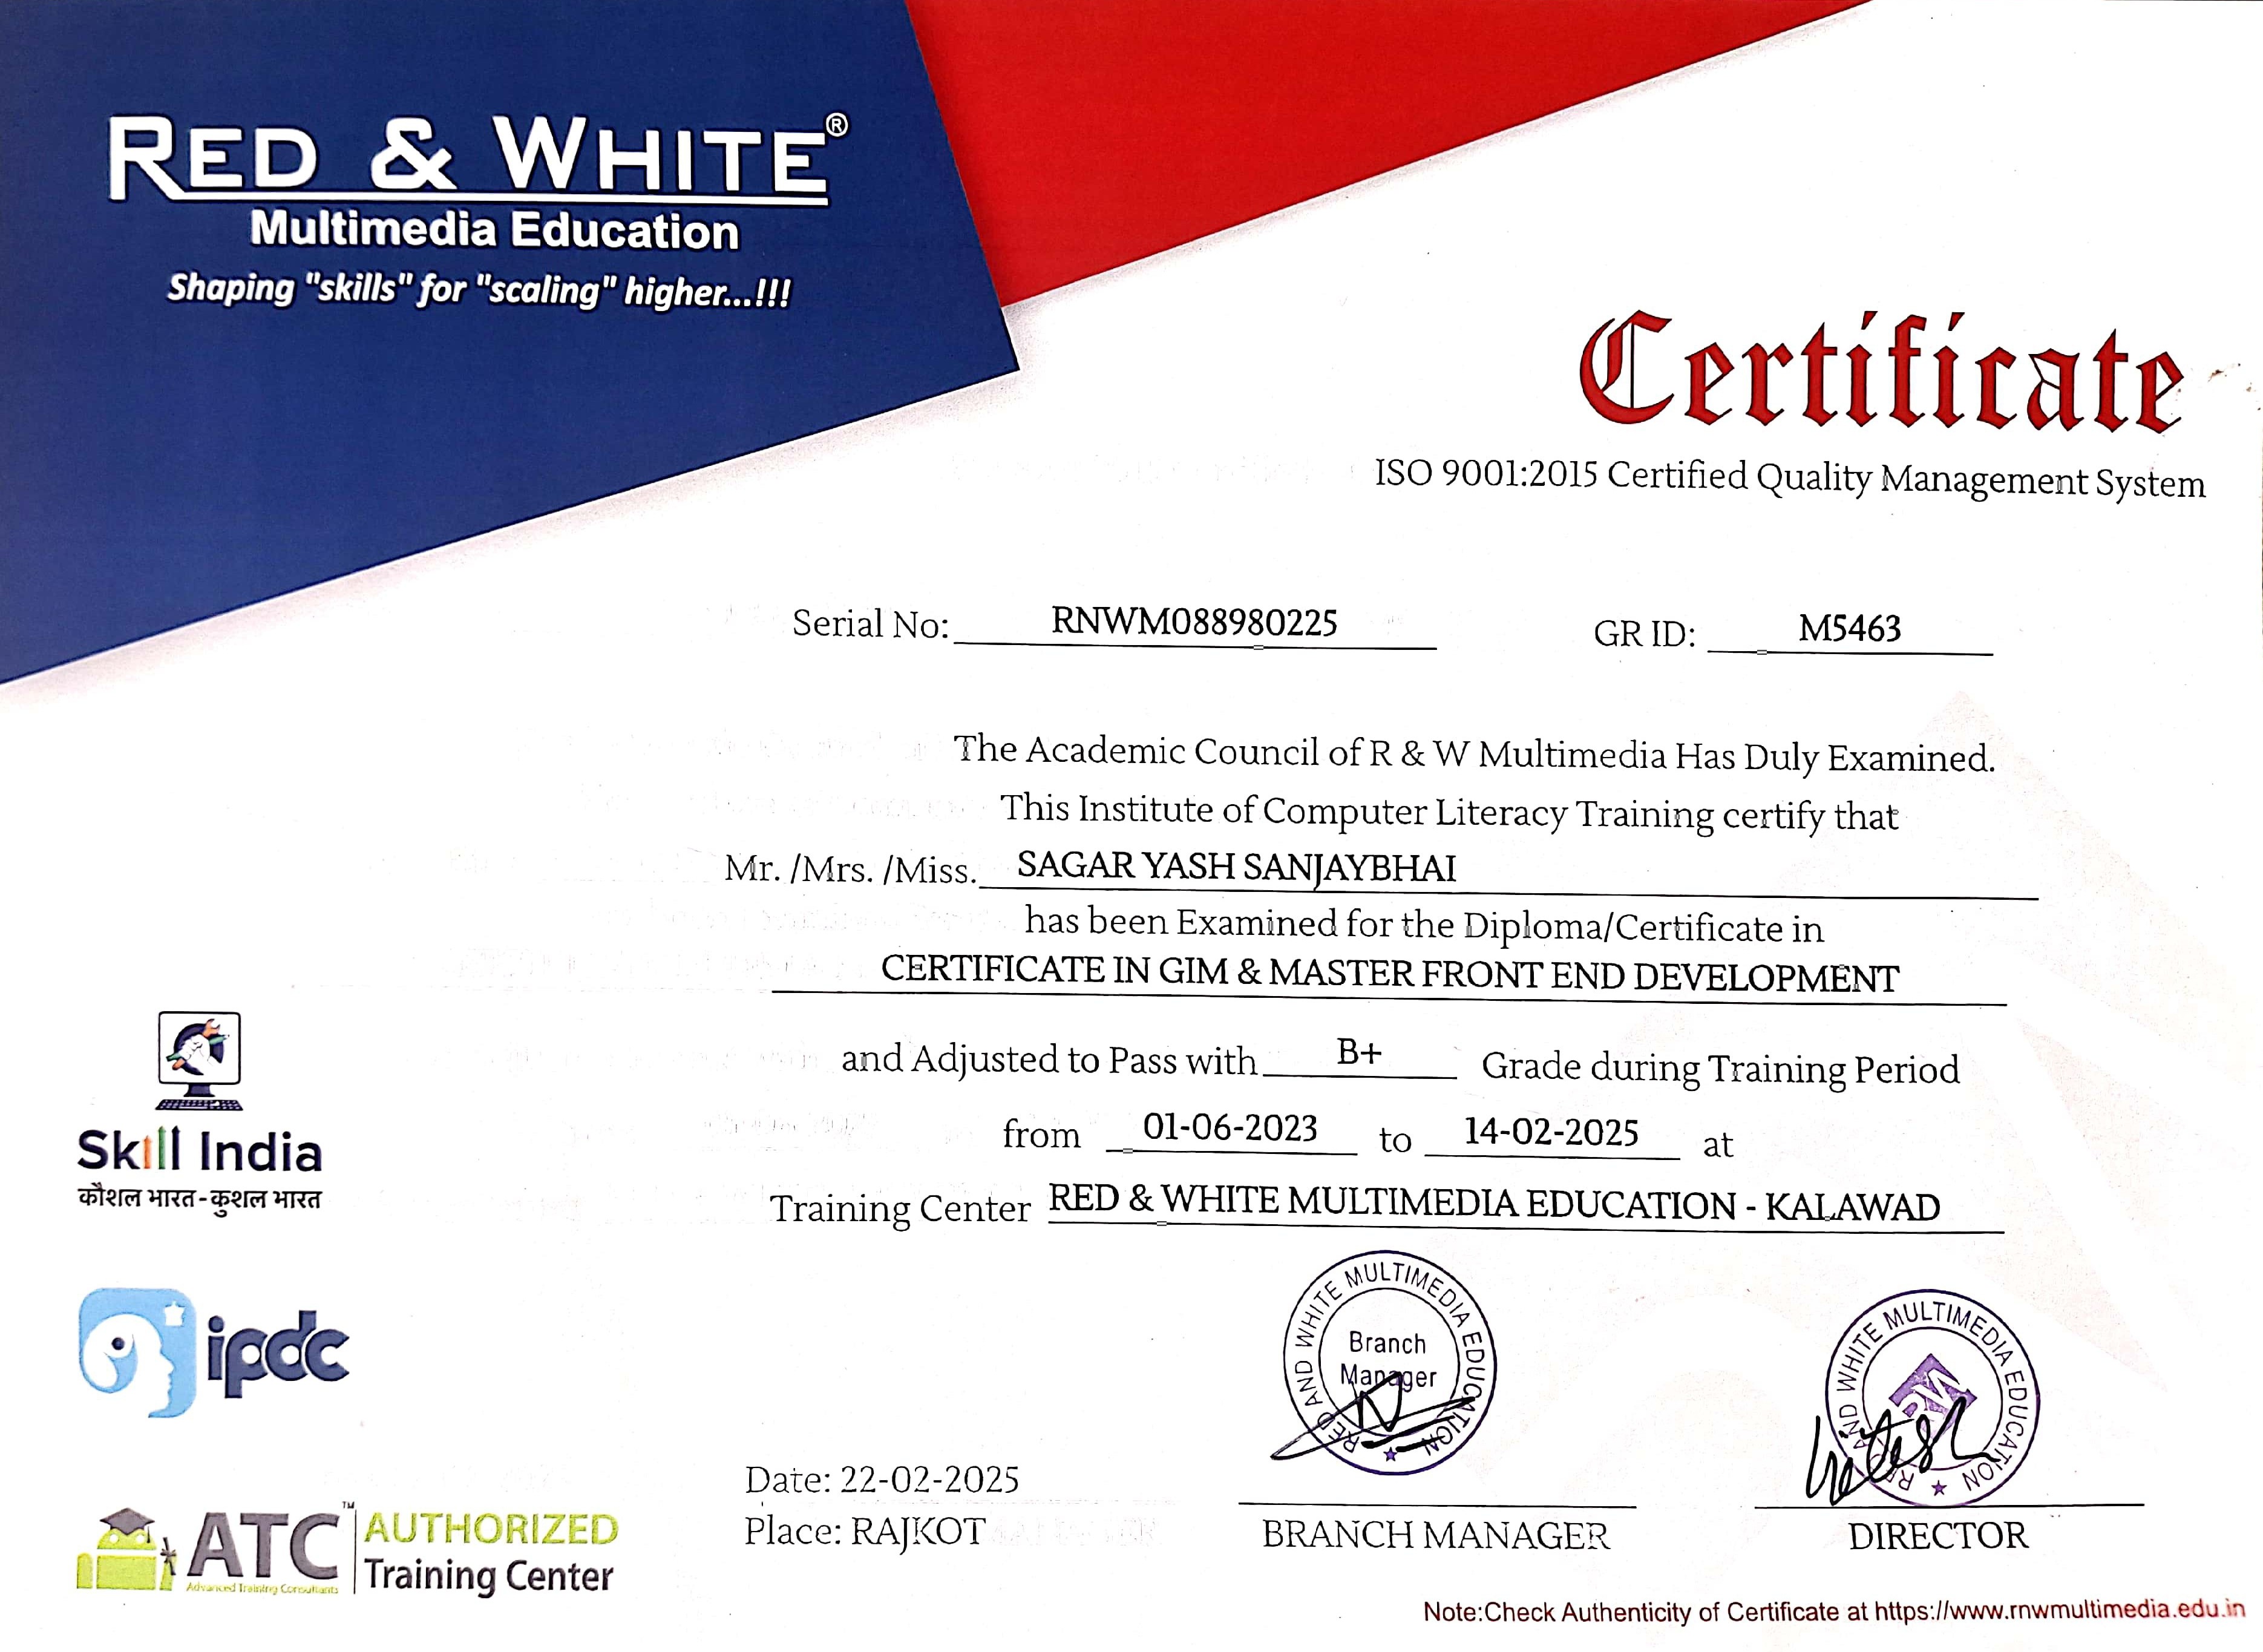 RED & WHITE®
Multimedia Education
Shaping "skills" for "scaling" higher...!!!
Certificate
ISO 9001:2015 Certified Quality Management System
Serial No: RNWM088980225 GR ID: M5463
The Academic Council of R & W Multimedia Has Duly Examined.
This Institute of Computer Literacy Training certify that
Mr. /Mrs. /Miss. SAGAR YASH SANJAYBHAI
has been Examined for the Diploma/Certificate in
CERTIFICATE IN GIM & MASTER FRONT END DEVELOPMENT
and Adjusted to Pass with B+ Grade during Training Period
from 01-06-2023 to 14-02-2025 at
Training Center RED & WHITE MULTIMEDIA EDUCATION - KALAWAD
Skill India
कौशल भारत - कुशल भारत
ipdc
ATC™ AUTHORIZED
Advanced Training Consultants
Training Center
RED AND WHITE MULTIMEDIA EDUCATION
Branch
Manager
RED AND WHITE MULTIMEDIA EDUCATION
RW
hitesh
Date: 22-02-2025
Place: RAJKOT
BRANCH MANAGER
DIRECTOR
Note:Check Authenticity of Certificate at https://www.rnwmultimedia.edu.in